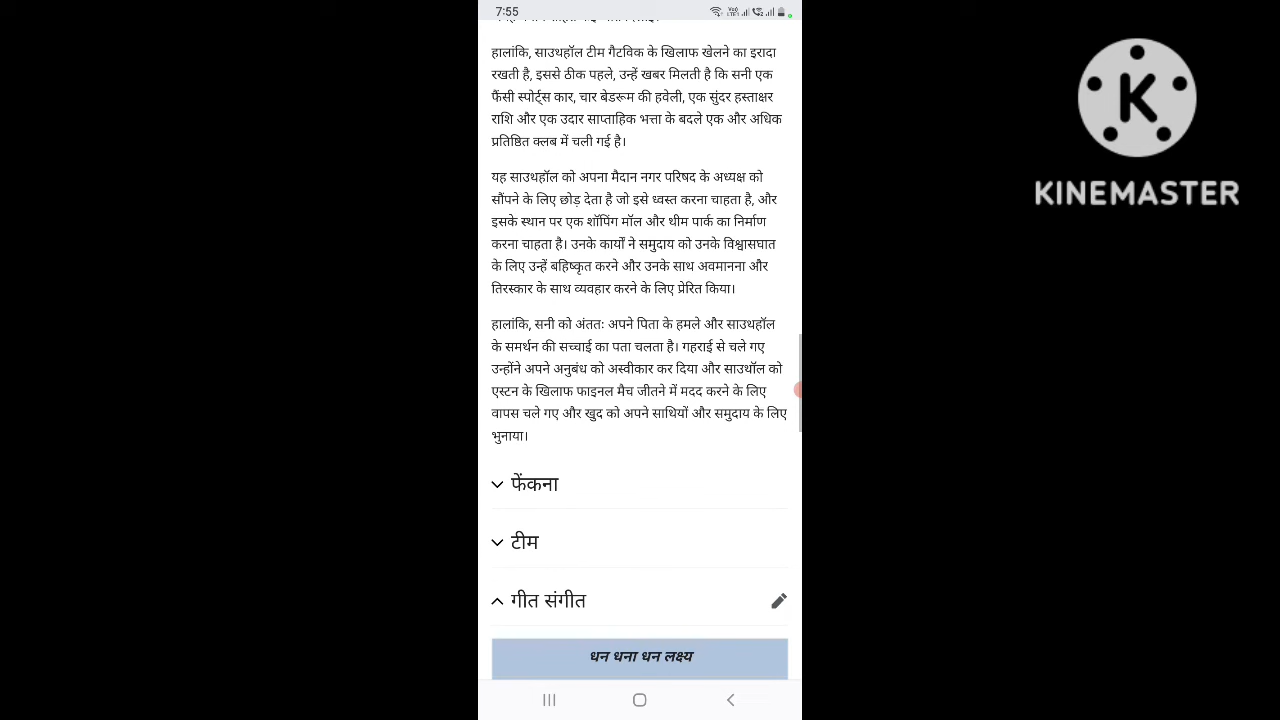 7:55
हालांकि, साउथहॉल टीम गैटविक के खिलाफ खेलने का इरादा
रखती है, इससे ठीक पहले, उन्हें खबर मिलती है कि सनी एक
फैंसी स्पोर्ट्स कार, चार बेडरूम की हवेली, एक सुंदर हस्ताक्षर
राशि और एक उदार साप्ताहिक भत्ता के बदले एक और अधिक
प्रतिष्ठित क्लब में चली गई है।
यह साउथहॉल को अपना मैदान नगर परिषद के अध्यक्ष को
सौंपने के लिए छोड़ देता है जो इसे ध्वस्त करना चाहता है, और
इसके स्थान पर एक शॉपिंग मॉल और थीम पार्क का निर्माण
करना चाहता है। उनके कार्यों ने समुदाय को उनके विश्वासघात
के लिए उन्हें बहिष्कृत करने और उनके साथ अवमानना और
तिरस्कार के साथ व्यवहार करने के लिए प्रेरित किया।
हालांकि, सनी को अंततः अपने पिता के हमले और साउथहॉल
के समर्थन की सच्चाई का पता चलता है। गहराई से चले गए
उन्होंने अपने अनुबंध को अस्वीकार कर दिया और साउथॉल को
एस्टन के खिलाफ फाइनल मैच जीतने में मदद करने के लिए
वापस चले गए और खुद को अपने साथियों और समुदाय के लिए
भुनाया।
फेंकना
टीम
गीत संगीत
धन धना धन लक्ष्य
K
KINEMASTER